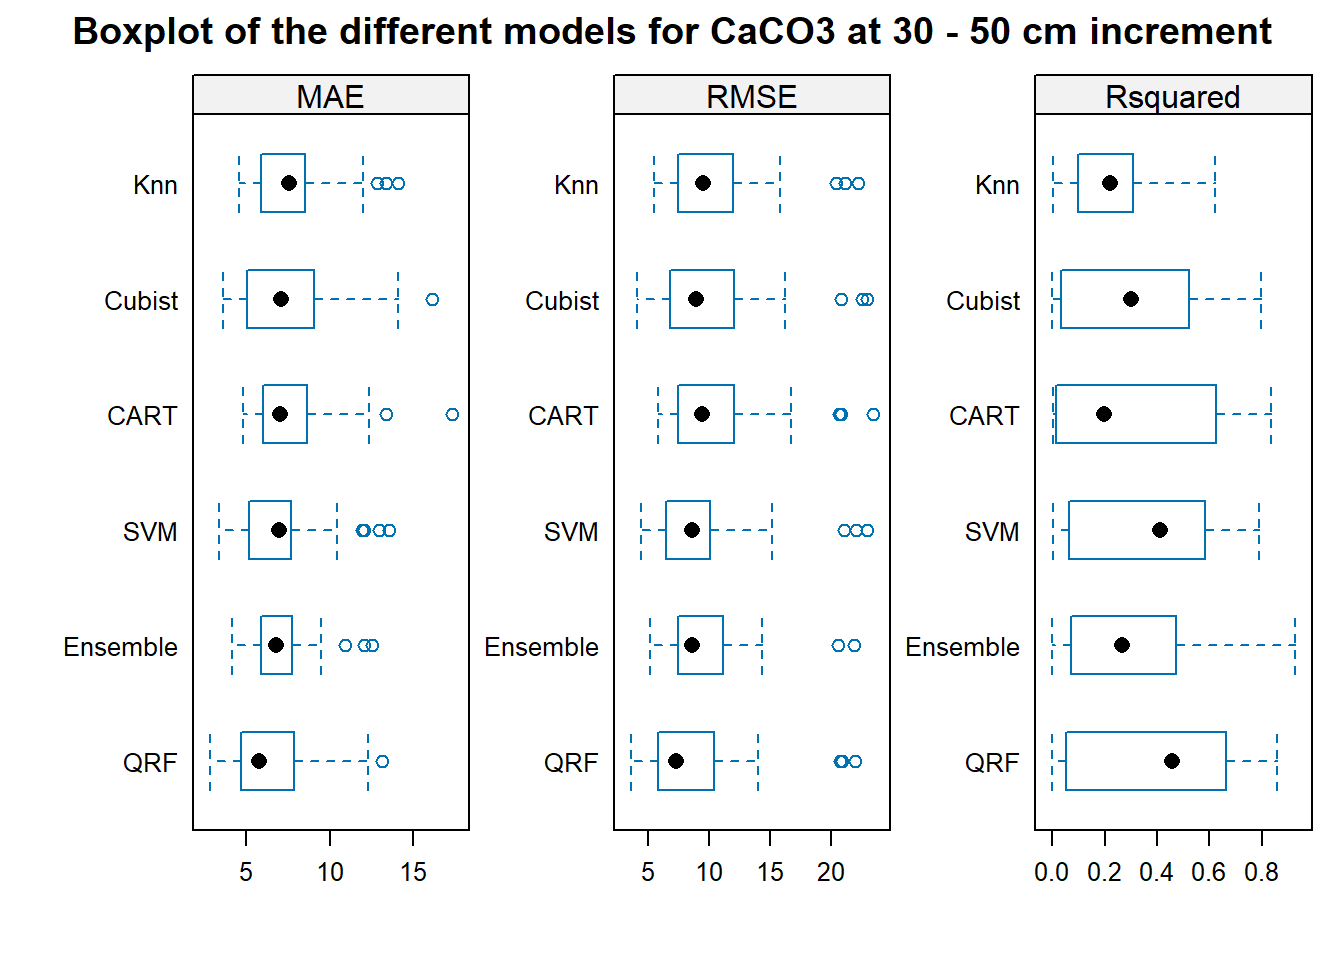 Boxplot of the different models for CaCO3 at 30 - 50 cm increment
MAE
Knn
Cubist
CART
SVM
Ensemble
QRF
5 10 15
RMSE
Knn
Cubist
CART
SVM
Ensemble
QRF
5 10 15 20
Rsquared
Knn
Cubist
CART
SVM
Ensemble
QRF
0.0 0.2 0.4 0.6 0.8